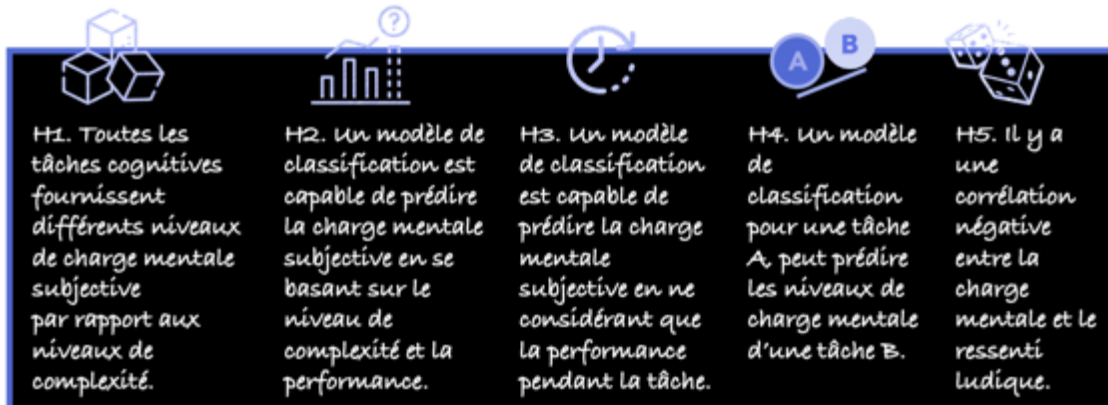 ?
A
B
H1. Toutes les
tâches cognitives
fournissent
différents niveaux
de charge mentale
subjective
par rapport aux
niveaux de
complexité.
H2. Un modèle de
classification est
capable de prédire
la charge mentale
subjective en se
basant sur le
niveau de
complexité et la
performance.
H3. Un modèle
de classification
est capable de
prédire la charge
mentale
subjective en ne
considérant que
la performance
pendant la tâche.
H4. Un modèle
de
classification
pour une tâche
A, peut prédire
les niveaux de
charge mentale
d'une tâche B.
H5. Il y a
une
corrélation
négative
entre la
charge
mentale et le
ressenti
ludique.